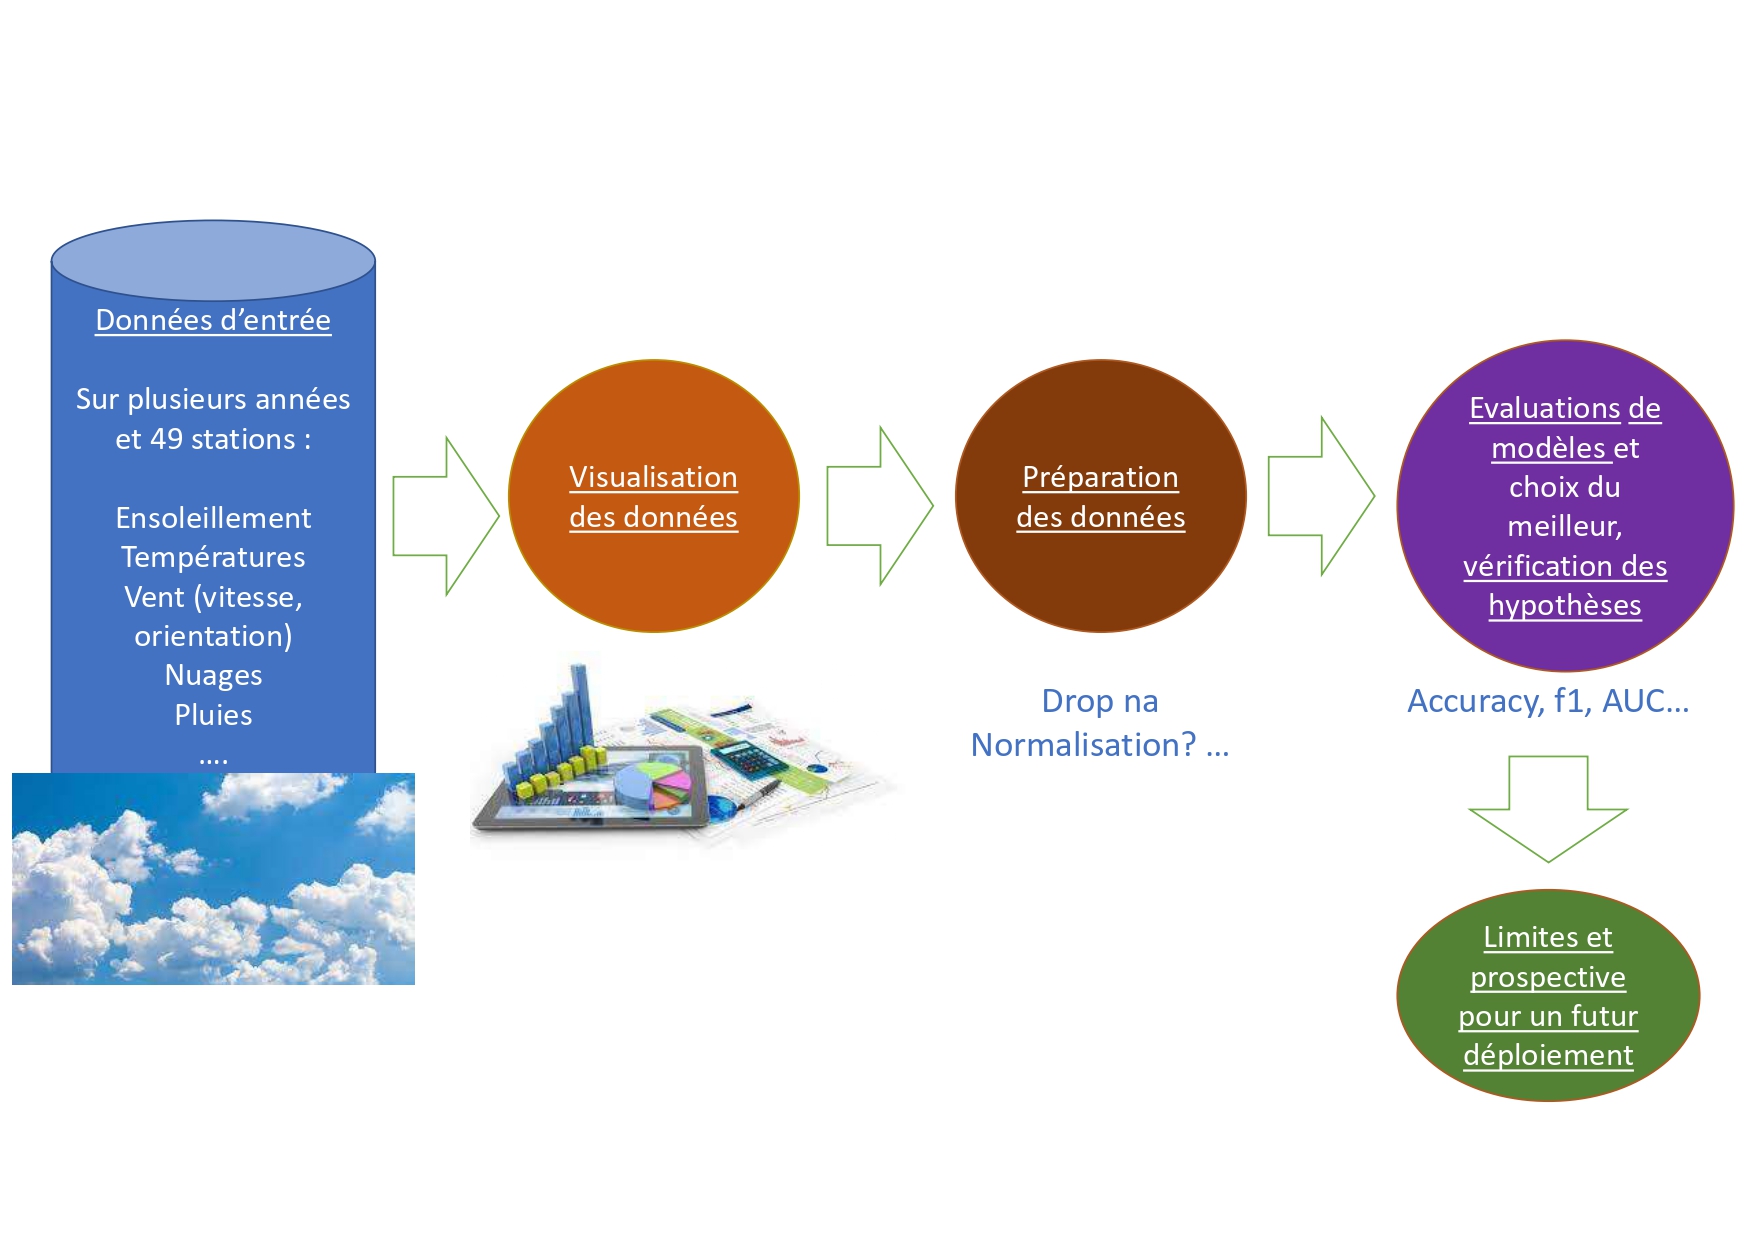 Données d’entrée
Sur plusieurs années
et 49 stations :
Ensoleillement
Températures
Vent (vitesse,
orientation)
Nuages
Pluies
….
Visualisation
des données
Préparation
des données
Drop na
Normalisation? …
Evaluations de
modèles et
choix du
meilleur,
vérification des
hypothèses
Accuracy, f1, AUC…
Limites et
prospective
pour un futur
déploiement